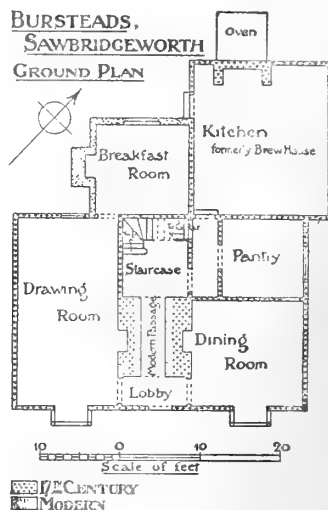 BURSTEADS,
SAWBRIDGEWORTH
GROUND PLAN
Oven
Kitchen
formerly Brew House
Breakfast
Room
Staircase
Pantry
Drawing
Room
Modern Passage
Dining
Room
Lobby
10 0 10 20
Scale of feet
17TH CENTURY
MODERN